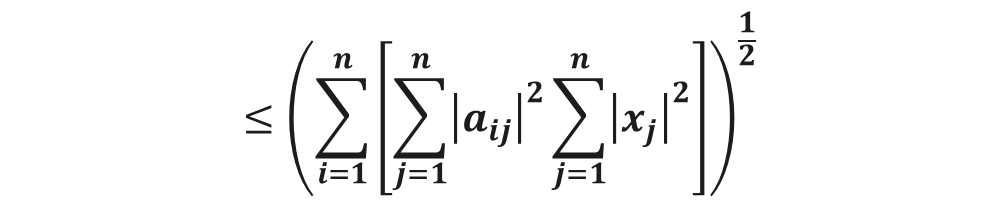 ≤ (∑_{i=1}^{n} [∑_{j=1}^{n} |a_{ij}|^2 ∑_{j=1}^{n} |x_j|^2])^{1/2}